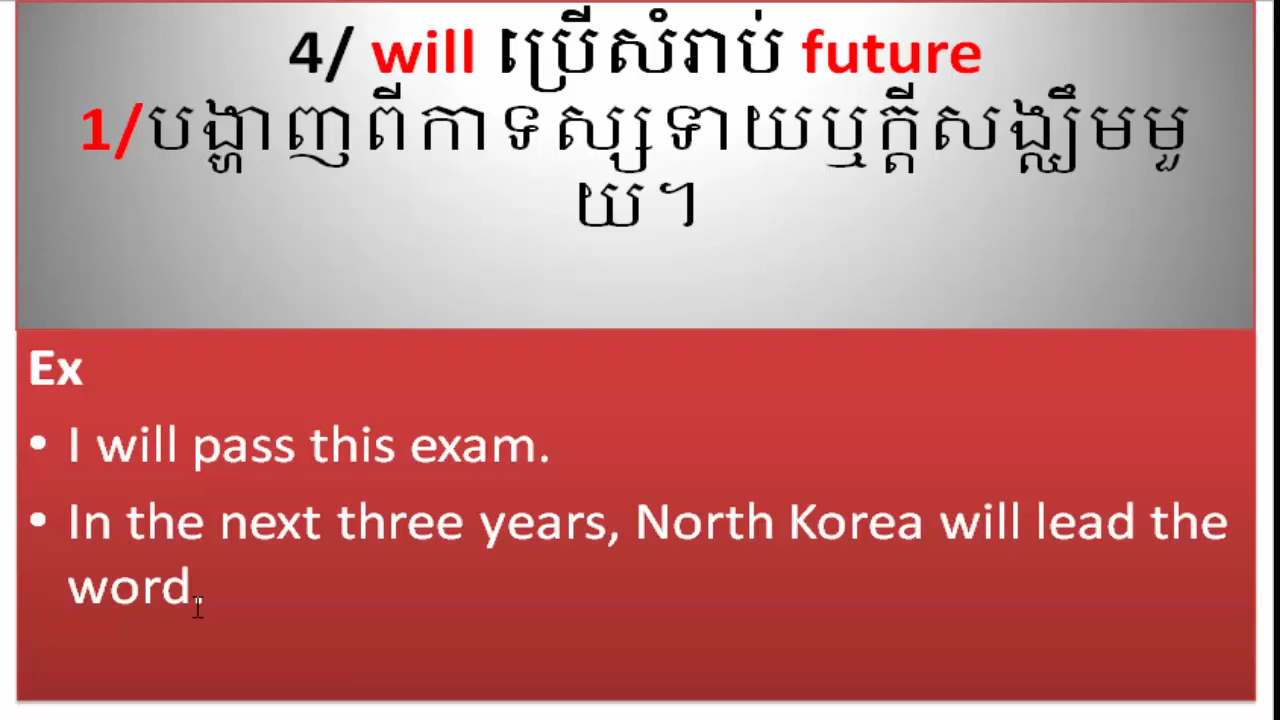 4/ will ប្រើសំរាប់ future
1/បង្ហាញពីកាទស្សទាយឬក្តីសង្ឈឹមមមួ
យ។
Ex
• I will pass this exam.
• In the next three years, North Korea will lead the
word.